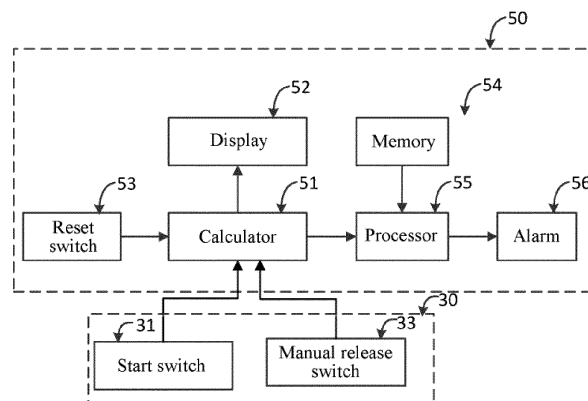 50
52
54
Display
Memory
53
51
55
56
Reset
switch
Calculator
Processor
Alarm
30
31
33
Start switch
Manual release
switch